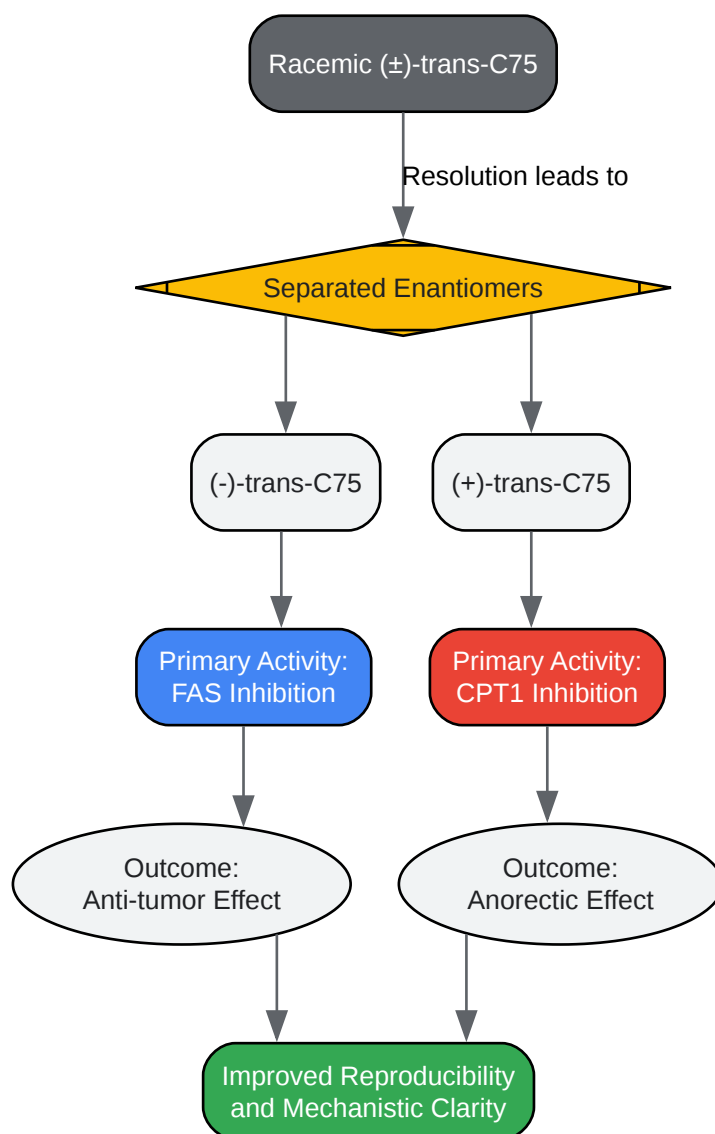 Racemic (±)-trans-C75
Resolution leads to
Separated Enantiomers
(-)-trans-C75
(+)-trans-C75
Primary Activity:
FAS Inhibition
Primary Activity:
CPT1 Inhibition
Outcome:
Anti-tumor Effect
Outcome:
Anorectic Effect
Improved Reproducibility
and Mechanistic Clarity